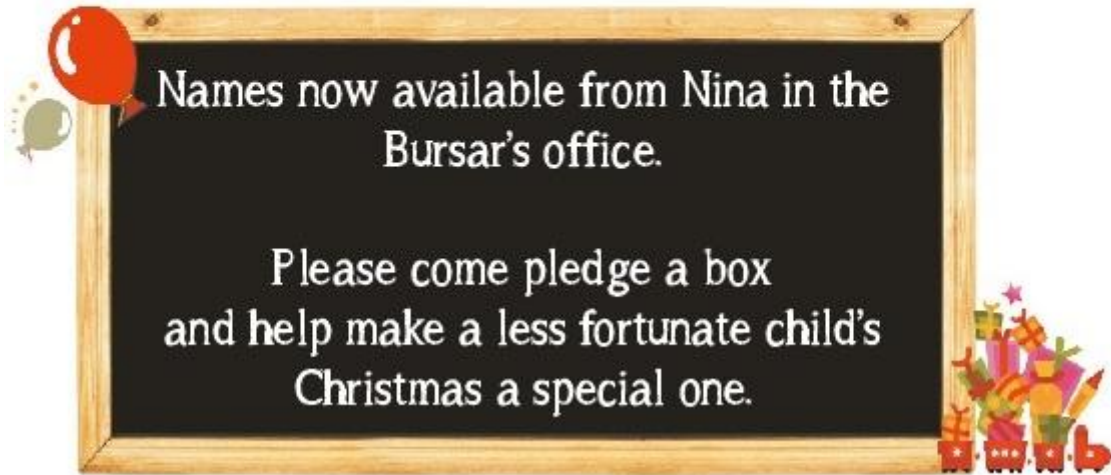 Names now available from Nina in the
Bursar's office.
Please come pledge a box
and help make a less fortunate child's
Christmas a special one.